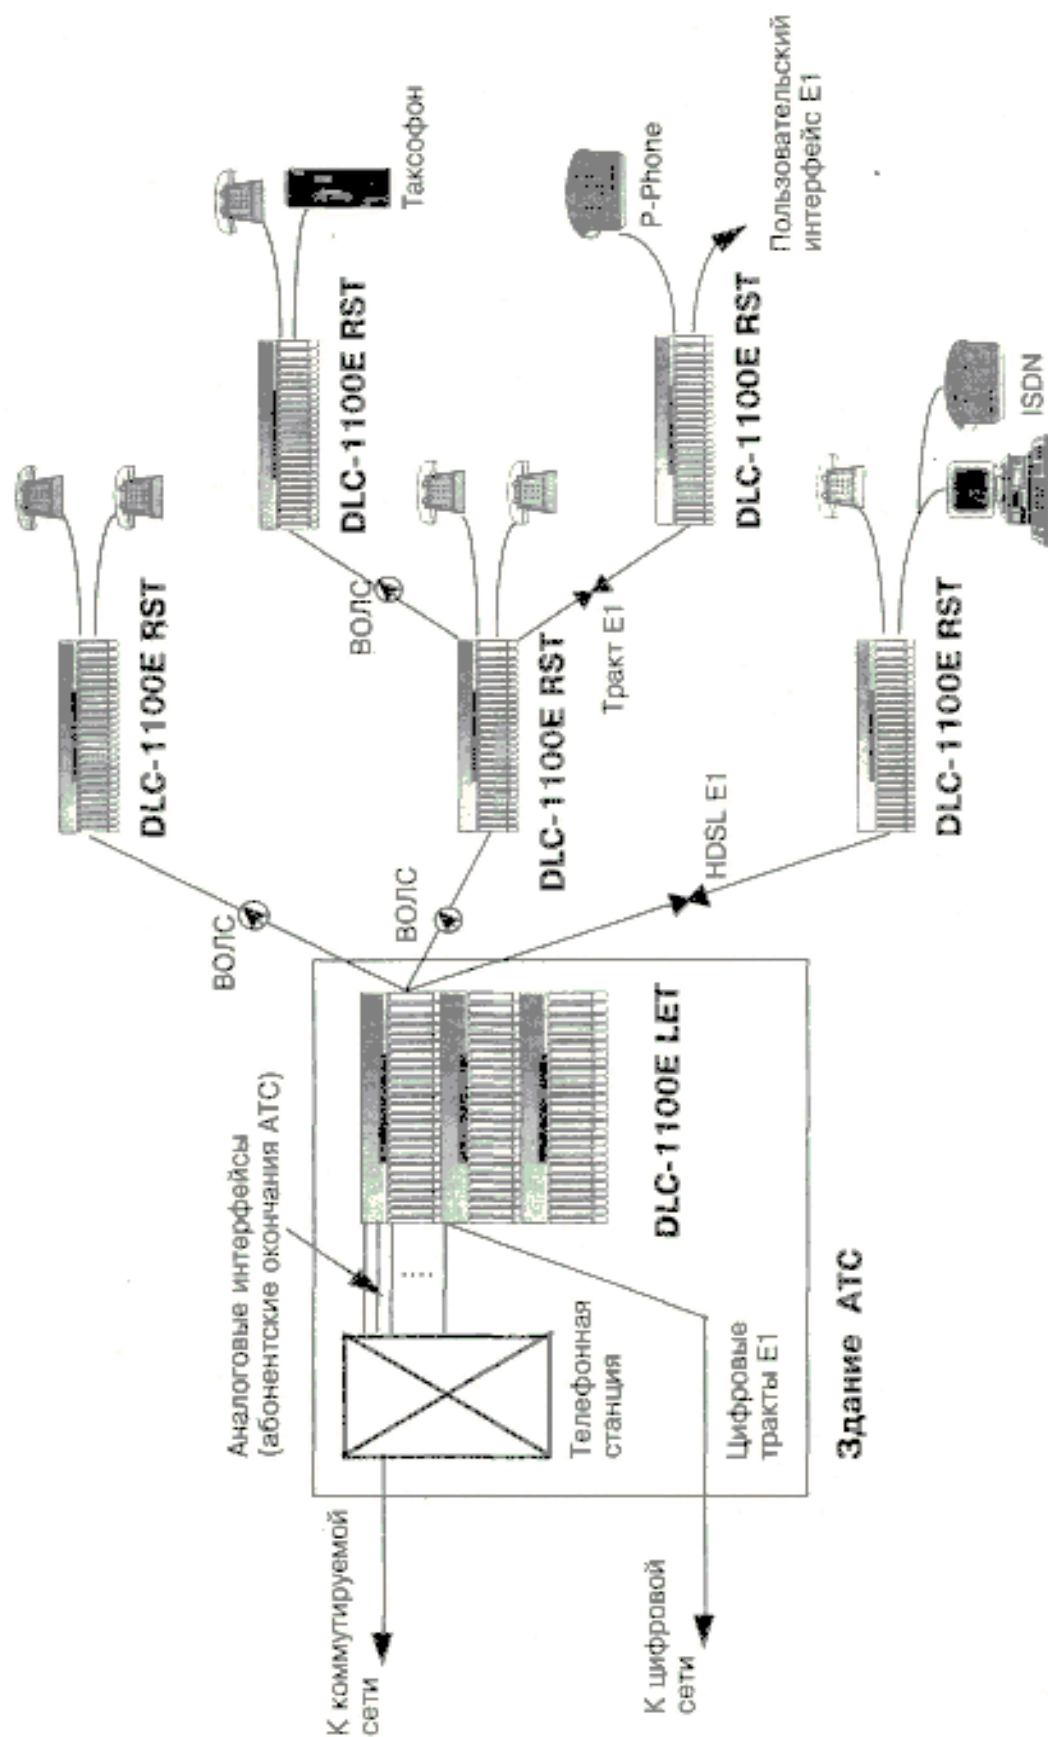 К коммутируемой
сети
К цифровой
сети
Аналоговые интерфейсы
(абонентские окончания АТС)
Телефонная
станция
Цифровые
тракты Е1
Здание АТС
DLC-1100E LET
ВОЛС
ВОЛС
HDSL E1
DLC-1100E RST
DLC-1100E RST
DLC-1100E RST
ВОЛС
Тракт Е1
DLC-1100E RST
DLC-1100E RST
Таксофон
P-Phone
Пользовательский
интерфейс Е1
ISDN